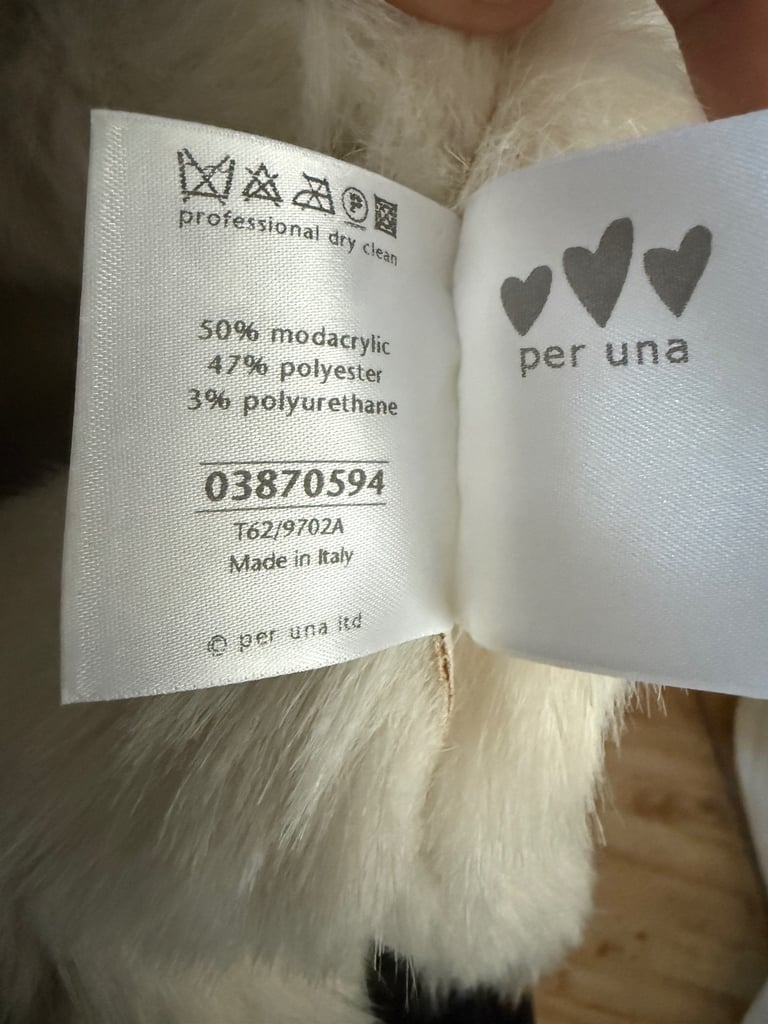 P
professional dry clean
50% modacrylic
47% polyester
3% polyurethane
03870594
T62/9702A
Made in Italy
© per una ltd
per una